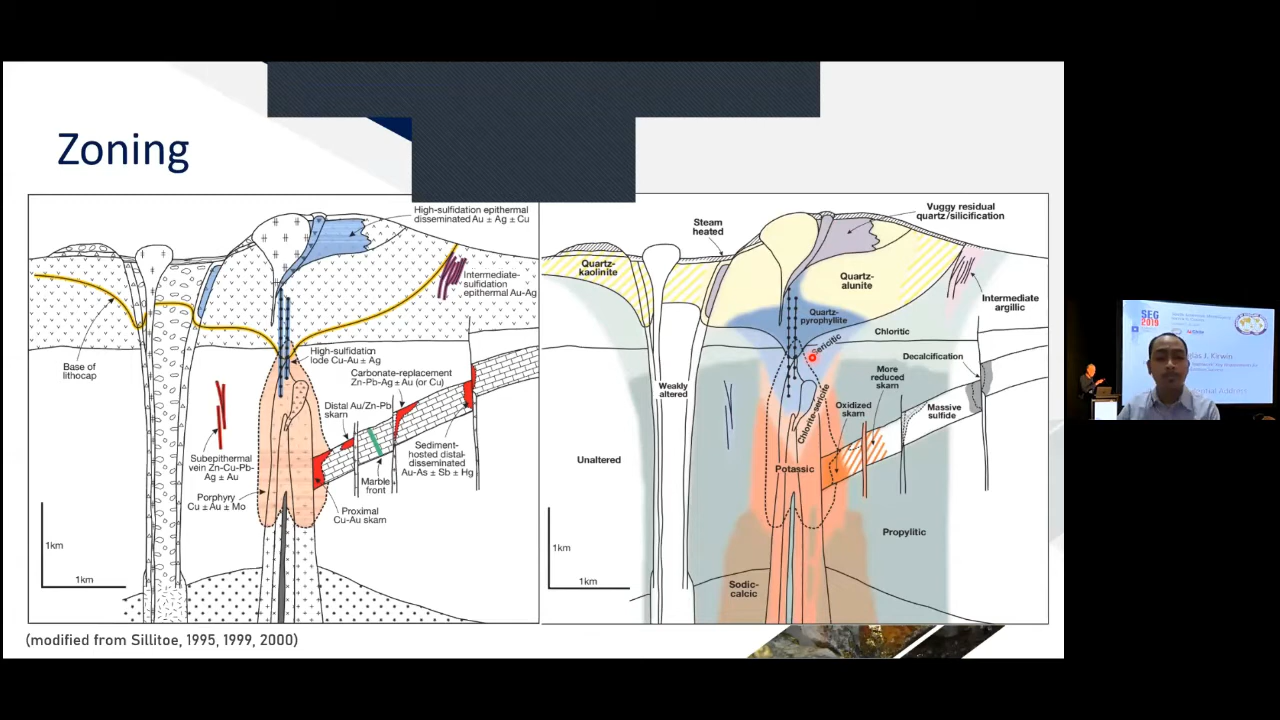 Zoning
High-sulfidation epithermal
disseminated Au ± Ag ± Cu
Intermediate-
sulfidation
epithermal Au-Ag
Base of
lithocap
High-sulfidation
lode Cu-Au ± Ag
Carbonate-replacement
Zn-Pb-Ag ± Au (or Cu)
Distal Au/Zn-Pb
skarn
Subepithermal
vein Zn-Cu-Pb-
Ag ± Au
Marble
front
Sediment-
hosted distal-
disseminated
Au-As ± Sb ± Hg
Porphyry
Cu ± Au ± Mo
Proximal
Cu-Au skarn
1km
1km
Vuggy residual
quartz/silicification
Steam
heated
Quartz-
kaolinite
Quartz-
alunite
Intermediate
argillic
Quartz-
pyrophyllite
Chloritic
Sericitic
Decalcification
More
reduced
skarn
Weakly
altered
Chlorite-sericite
Oxidized
skarn
Massive
sulfide
Unaltered
Potassic
Propylitic
Sodic-
calcic
1km
1km
(modified from Sillitoe, 1995, 1999, 2000)
SEG
2019
J. Kirwin